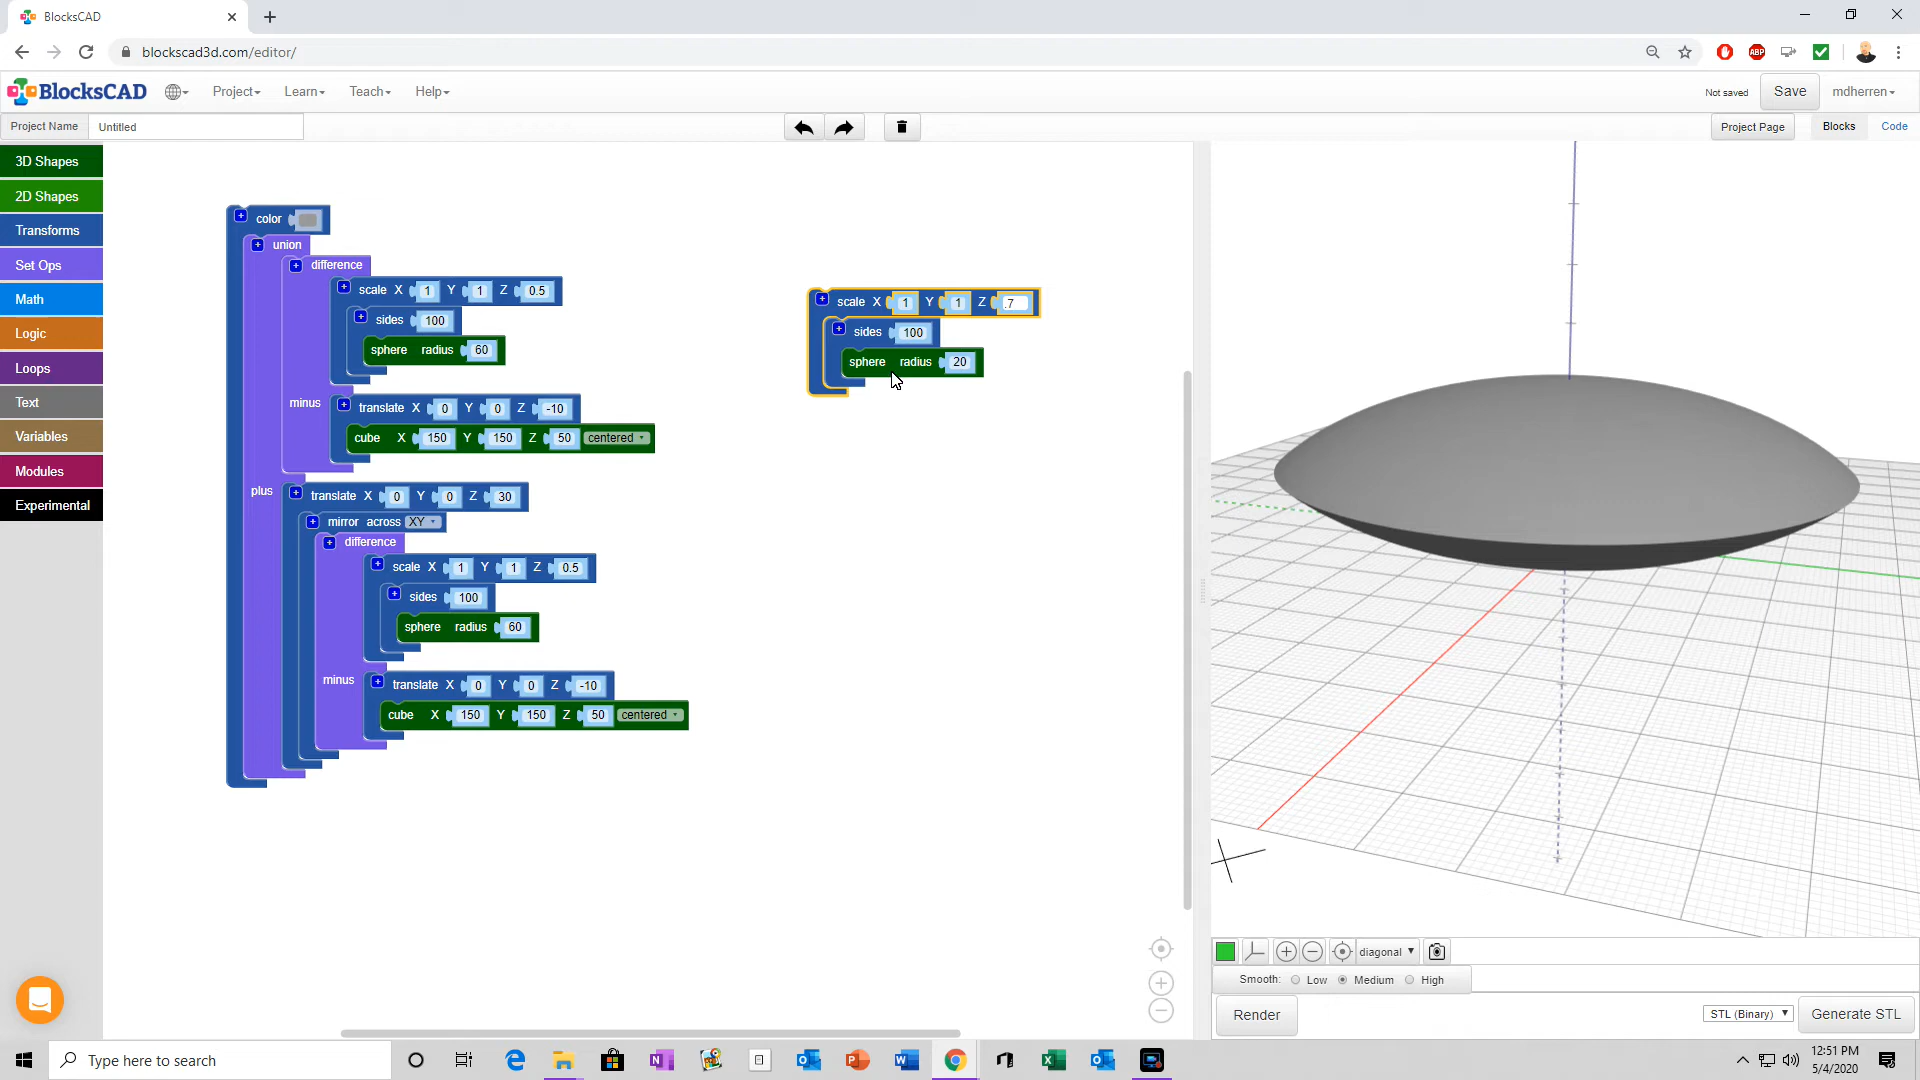 BlocksCAD
blockscad3d.com/editor/
ABP
BlocksCAD
Project
Learn
Teach
Help
Not saved
Save
mdherren
Project Name
Untitled
Project Page
Blocks
Code
3D Shapes
2D Shapes
Transforms
Set Ops
Math
Logic
Loops
Text
Variables
Modules
Experimental
color
union
difference
scale X 1 Y 1 Z 0.5
sides 100
sphere radius 60
minus
translate X 0 Y 0 Z -10
cube X 150 Y 150 Z 50 centered
plus
translate X 0 Y 0 Z 30
mirror across XY
difference
scale X 1 Y 1 Z 0.5
sides 100
sphere radius 60
minus
translate X 0 Y 0 Z -10
cube X 150 Y 150 Z 50 centered
scale X 1 Y 1 Z .7
sides 100
sphere radius 20
diagonal
Smooth: Low Medium High
Render
STL (Binary)
Generate STL
Type here to search
12:51 PM
5/4/2020